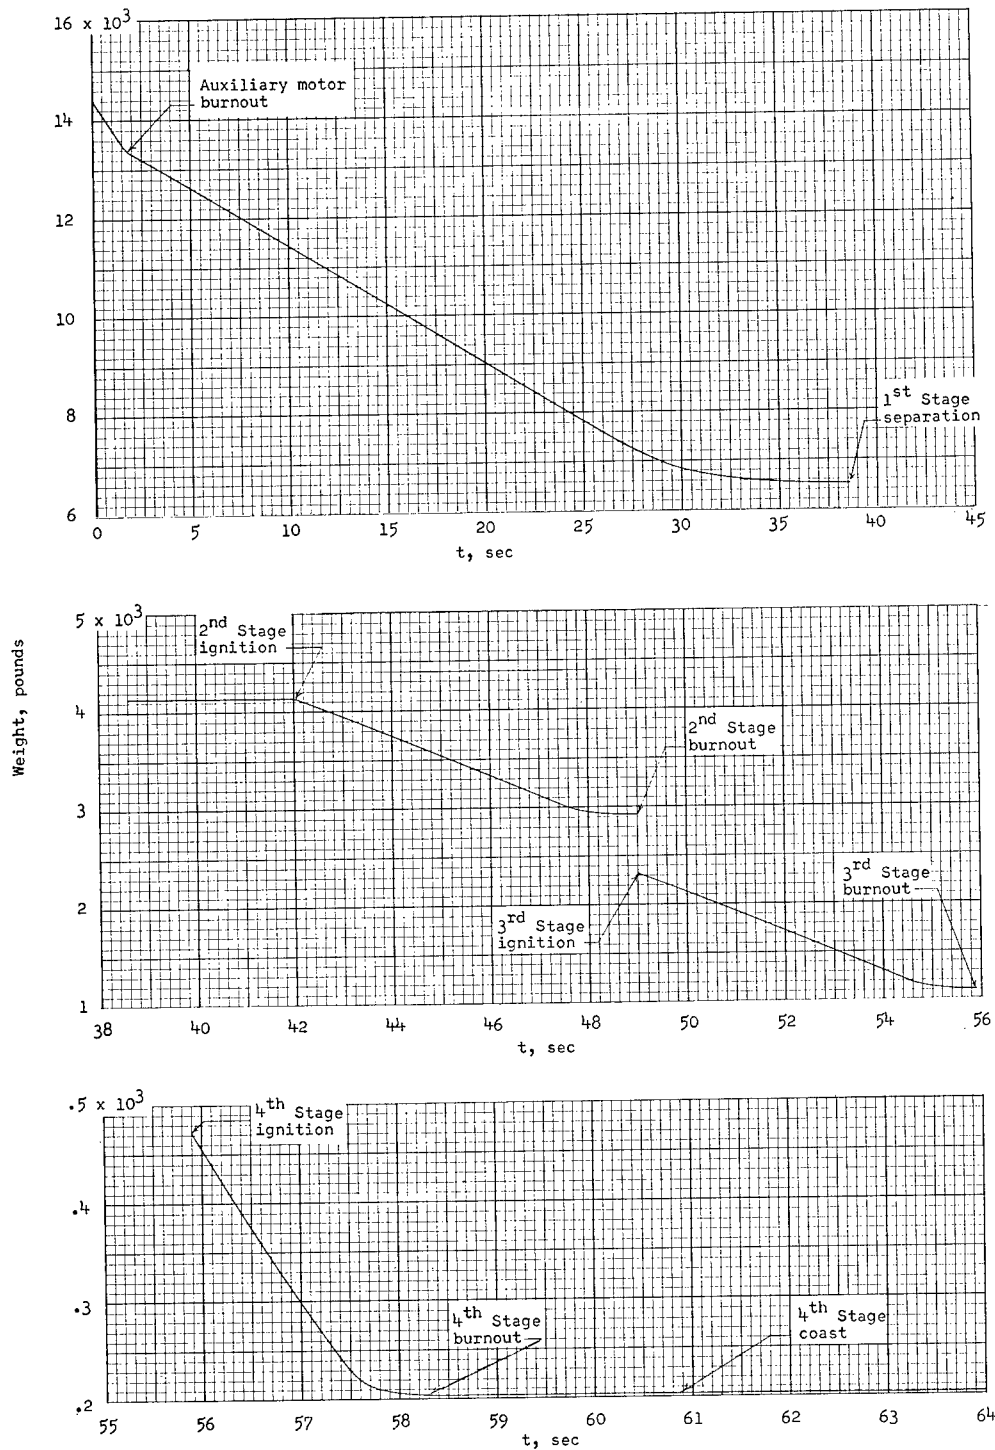 16 x 10³
Auxiliary motor
burnout
14
12
10
8
1st Stage
separation
6
0 5 10 15 20 25 30 35 40 45
t, sec
Weight, pounds
5 x 10³
2nd Stage
ignition
4
2nd Stage
burnout
3
3rd Stage
burnout
2
3rd Stage
ignition
1
38 40 42 44 46 48 50 52 54 56
t, sec
.5 x 10³
4th Stage
ignition
.4
.3
4th Stage
burnout
4th Stage
coast
.2
55 56 57 58 59 60 61 62 63 64
t, sec